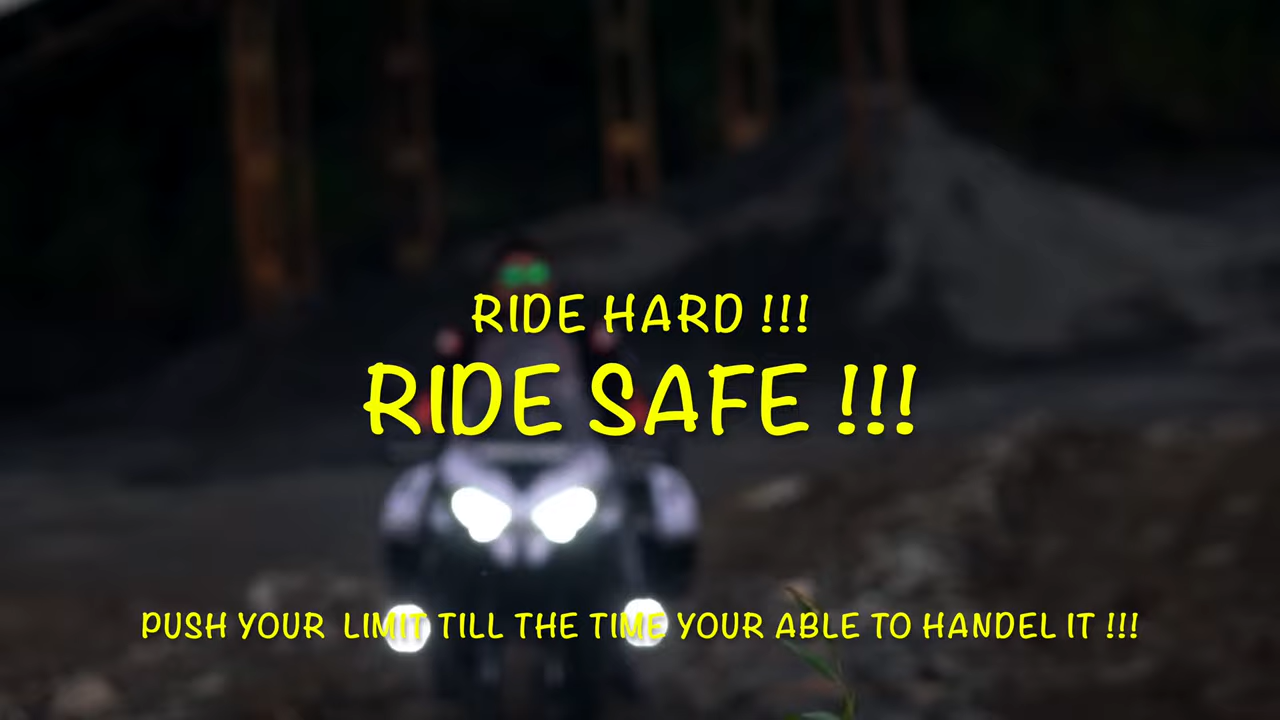 RIDE HARD !!!
RIDE SAFE !!!
PUSH YOUR  LIMIT TILL THE TIME YOUR ABLE TO HANDEL IT !!!